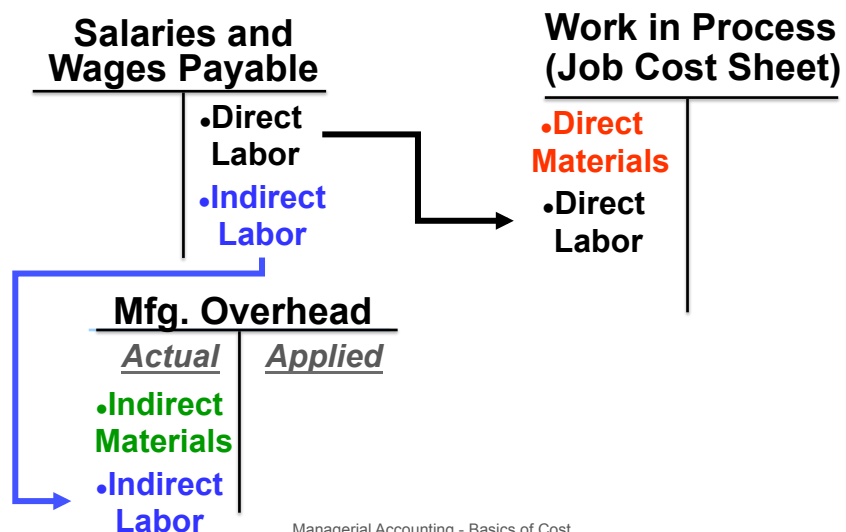 Salaries and
Wages Payable
•Direct
Labor
•Indirect
Labor
Work in Process
(Job Cost Sheet)
•Direct
Materials
•Direct
Labor
Mfg. Overhead
Actual Applied
•Indirect
Materials
•Indirect
Labor
Managerial Accounting - Basics of Cost